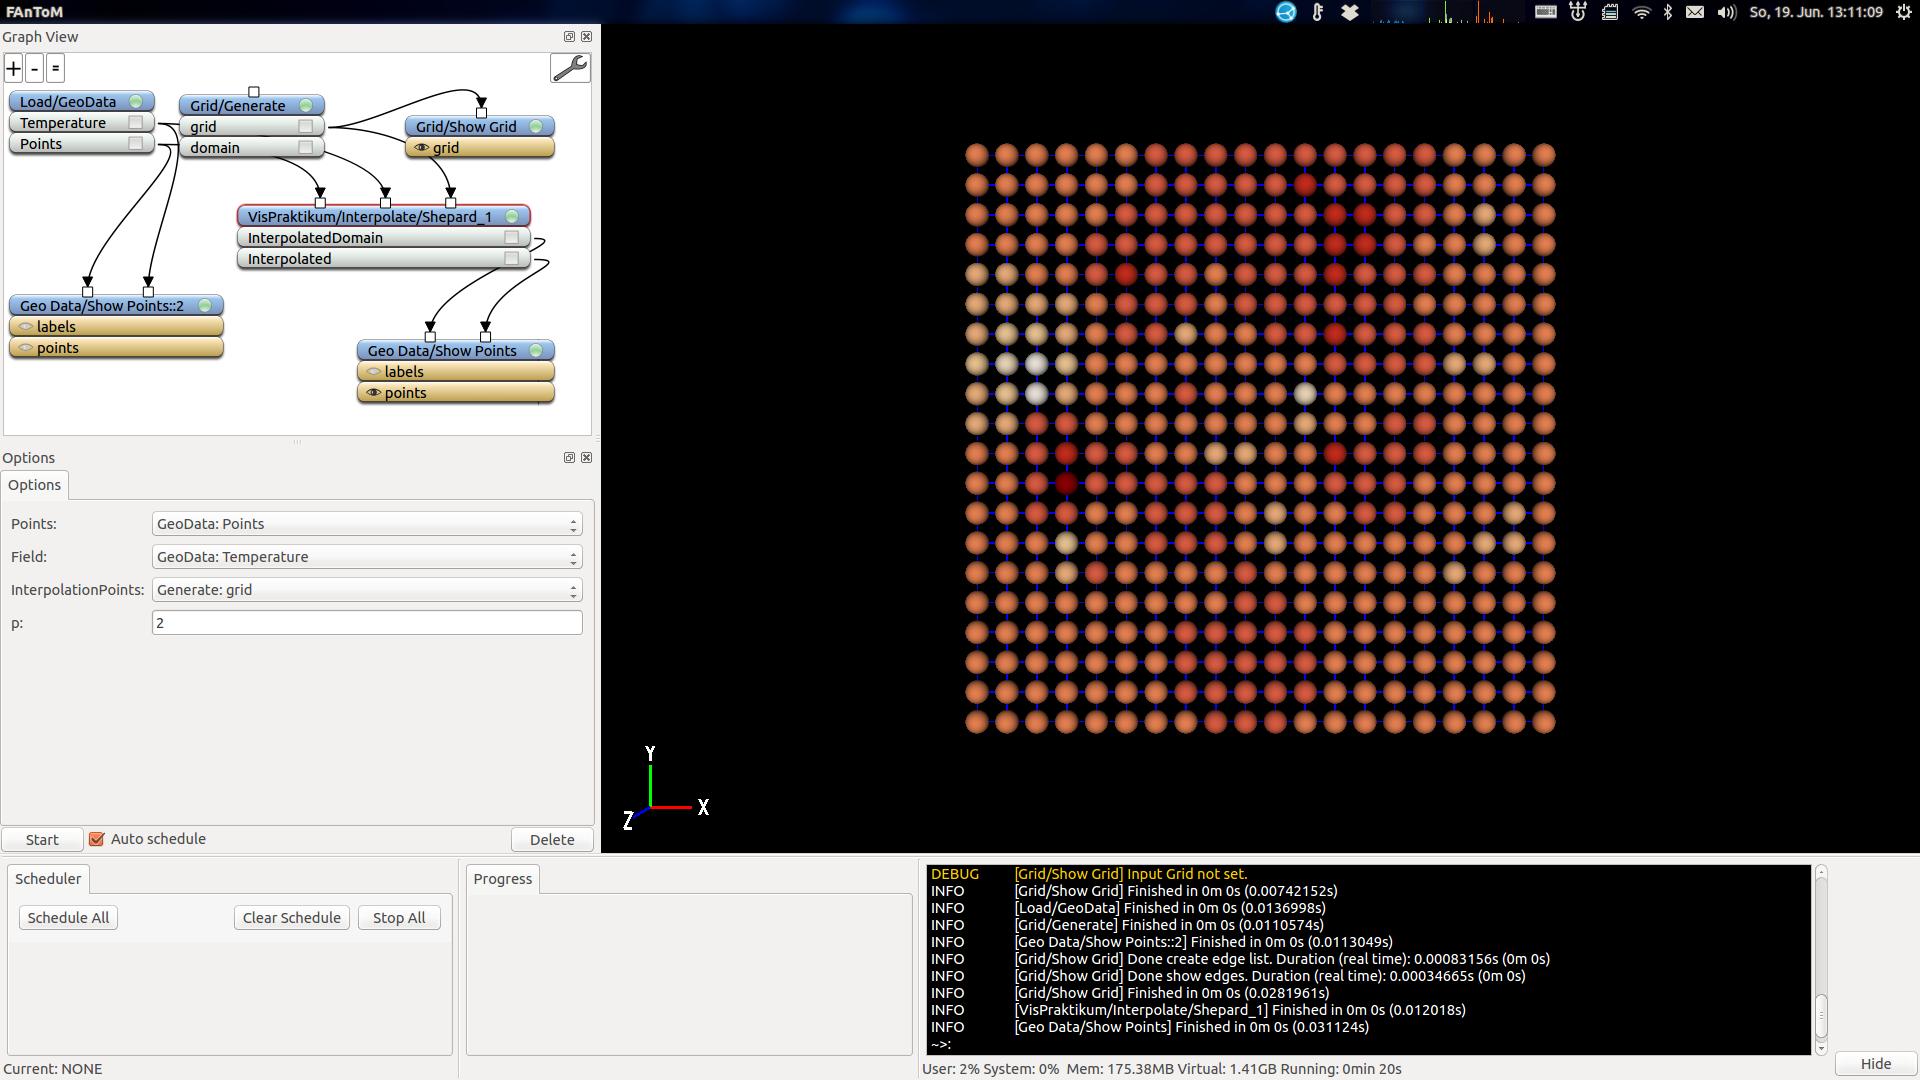 FAnToM
So, 19. Jun. 13:11:09
Graph View
+ - =
Load/GeoData
Temperature
Points
Grid/Generate
grid
domain
Grid/Show Grid
grid
VisPraktikum/Interpolate/Shepard_1
InterpolatedDomain
Interpolated
Geo Data/Show Points::2
labels
points
Geo Data/Show Points
labels
points
Options
Options
Points: GeoData: Points
Field: GeoData: Temperature
InterpolationPoints: Generate: grid
p: 2
Start Auto schedule Delete
Y
X
Z
Scheduler
Schedule All Clear Schedule Stop All
Progress
DEBUG [Grid/Show Grid] Input Grid not set.
INFO [Grid/Show Grid] Finished in 0m 0s (0.00742152s)
INFO [Load/GeoData] Finished in 0m 0s (0.0136998s)
INFO [Grid/Generate] Finished in 0m 0s (0.0110574s)
INFO [Geo Data/Show Points::2] Finished in 0m 0s (0.0113049s)
INFO [Grid/Show Grid] Done create edge list. Duration (real time): 0.00083156s (0m 0s)
INFO [Grid/Show Grid] Done show edges. Duration (real time): 0.00034665s (0m 0s)
INFO [Grid/Show Grid] Finished in 0m 0s (0.0281961s)
INFO [VisPraktikum/Interpolate/Shepard_1] Finished in 0m 0s (0.012018s)
INFO [Geo Data/Show Points] Finished in 0m 0s (0.031124s)
~>:
Current: NONE
User: 2% System: 0% Mem: 175.38MB Virtual: 1.41GB Running: 0min 20s
Hide